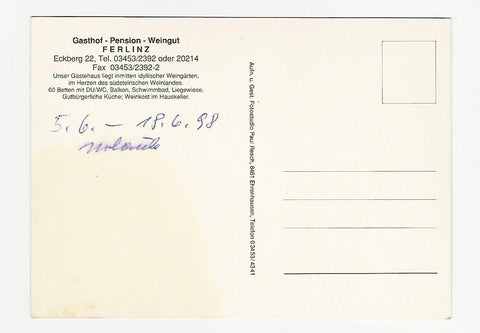 Gasthof - Pension - Weingut
FERLINZ
Eckberg 22, Tel. 03453/2392 oder 20214
Fax 03453/2392-2
Unser Gästehaus liegt inmitten idyllischer Weingärten,
im Herzen des südsteirischen Weinlandes.
60 Betten mit DU/WC, Balkon, Schwimmbad, Liegewiese.
Gutbürgerliche Küche; Weinkost im Hauskeller.
5.6. – 18.6.98
Aufn. u. Gest. Fotostudio Paul Retsch, 8461 Ehrenhausen, Telefon 03453/4341